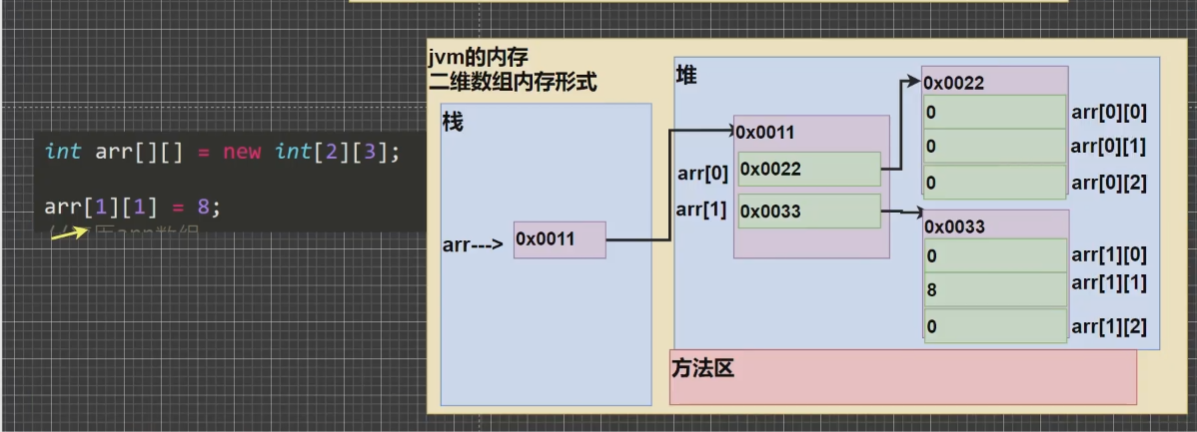 int arr[][] = new int[2][3];
arr[1][1] = 8;
jvm的内存
二维数组内存形式
栈
arr--->
0x0011
堆
0x0011
arr[0]
0x0022
arr[1]
0x0033
0x0022
0
arr[0][0]
0
arr[0][1]
0
arr[0][2]
0x0033
0
arr[1][0]
8
arr[1][1]
0
arr[1][2]
方法区